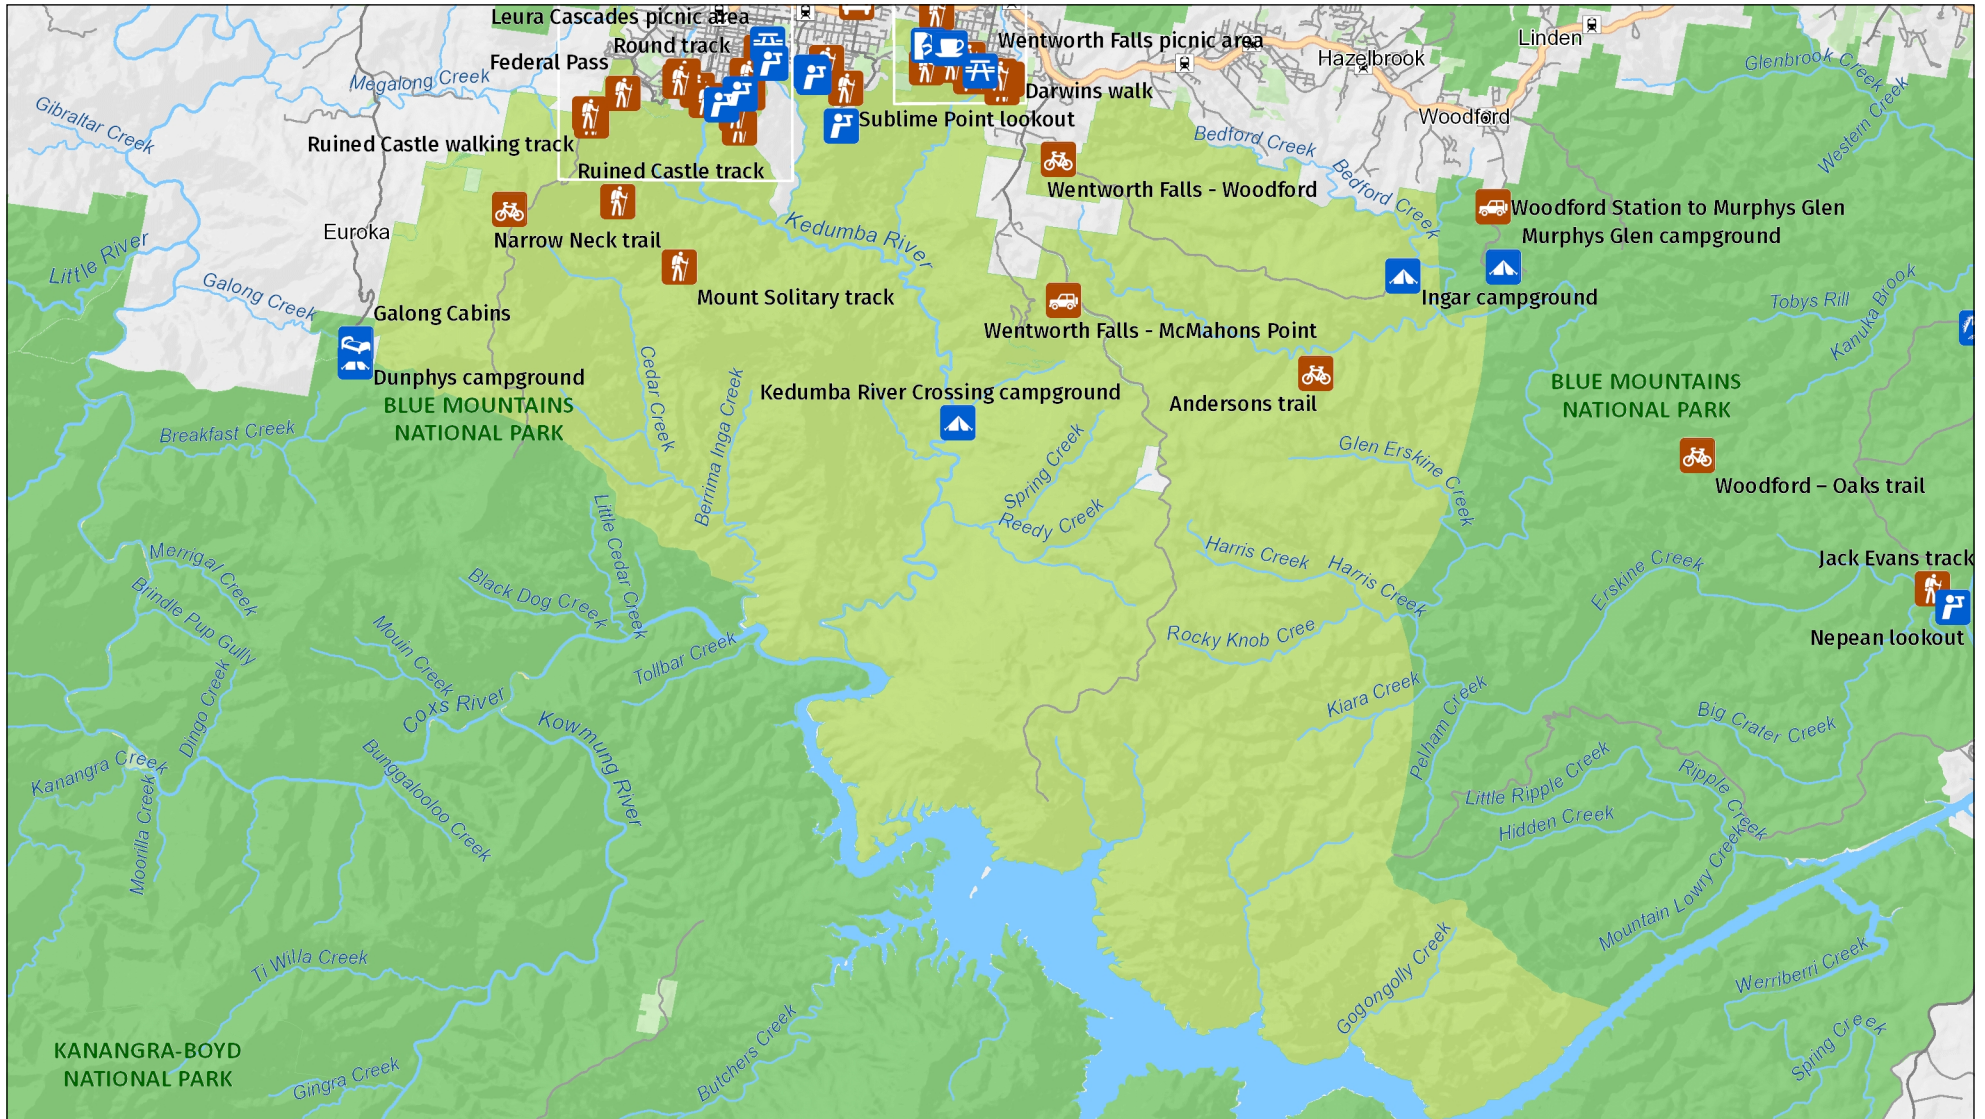 Leura Cascades picnic area
Round track
Federal Pass
Wentworth Falls picnic area
Hazelbrook
Linden
Glenbrook Creek
Megalong Creek
Gibraltar Creek
Darwins walk
Sublime Point lookout
Woodford
Western Creek
Ruined Castle walking track
Ruined Castle track
Bedford Creek
Bedford Creek
Wentworth Falls - Woodford
Woodford Station to Murphys Glen
Murphys Glen campground
Euroka
Narrow Neck trail
Kedumba River
Little River
Galong Creek
Mount Solitary track
Ingar campground
Tobys Rill
Kanuka Brook
Galong Cabins
Wentworth Falls - McMahons Point
Dunphys campground
BLUE MOUNTAINS
NATIONAL PARK
Cedar Creek
Berrima Inga Creek
Kedumba River Crossing campground
Andersons trail
BLUE MOUNTAINS
NATIONAL PARK
Breakfast Creek
Spring Creek
Reedy Creek
Glen Erskine Creek
Woodford – Oaks trail
Little Cedar Creek
Merrigal Creek
Brindle Pup Gully
Black Dog Creek
Harris Creek
Harris Creek
Erskine Creek
Jack Evans track
Nepean lookout
Mouin Creek
Tollbar Creek
Rocky Knob Cree
Dingo Creek
Coxs River
Kowmung River
Kiara Creek
Pelham Creek
Big Crater Creek
Kanangra Creek
Moorilla Creek
Bunggalooloo Creek
Little Ripple Creek
Ripple Creek
Hidden Creek
Mountain Lowry Creek
Ti Willa Creek
Gogongolly Creek
Werriberri Creek
Spring Creek
KANANGRA-BOYD
NATIONAL PARK
Gingra Creek
Butchers Creek